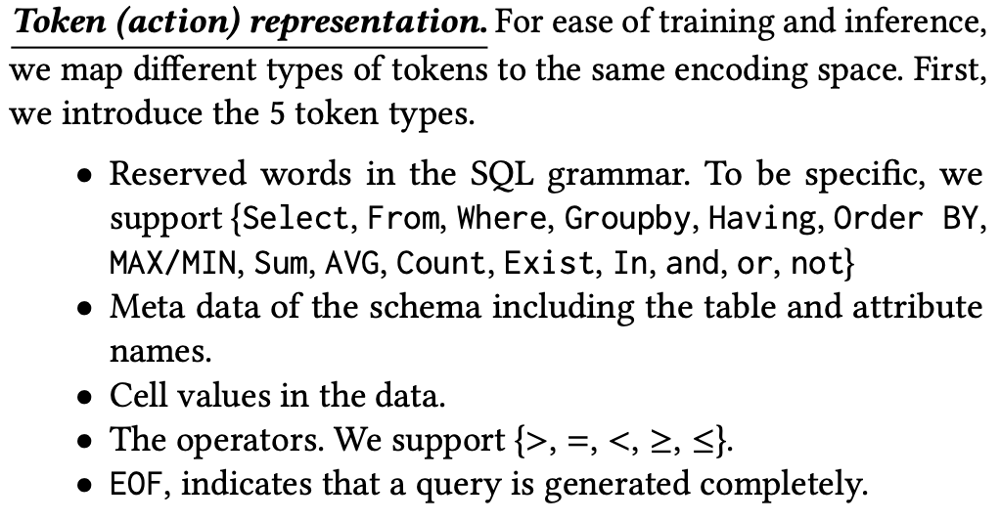 Token (action) representation. For ease of training and inference,
we map different types of tokens to the same encoding space. First,
we introduce the 5 token types.
• Reserved words in the SQL grammar. To be specific, we
support {Select, From, Where, Groupby, Having, Order BY,
MAX/MIN, Sum, AVG, Count, Exist, In, and, or, not}
• Meta data of the schema including the table and attribute
names.
• Cell values in the data.
• The operators. We support {>, =, <, ≥, ≤}.
• EOF, indicates that a query is generated completely.